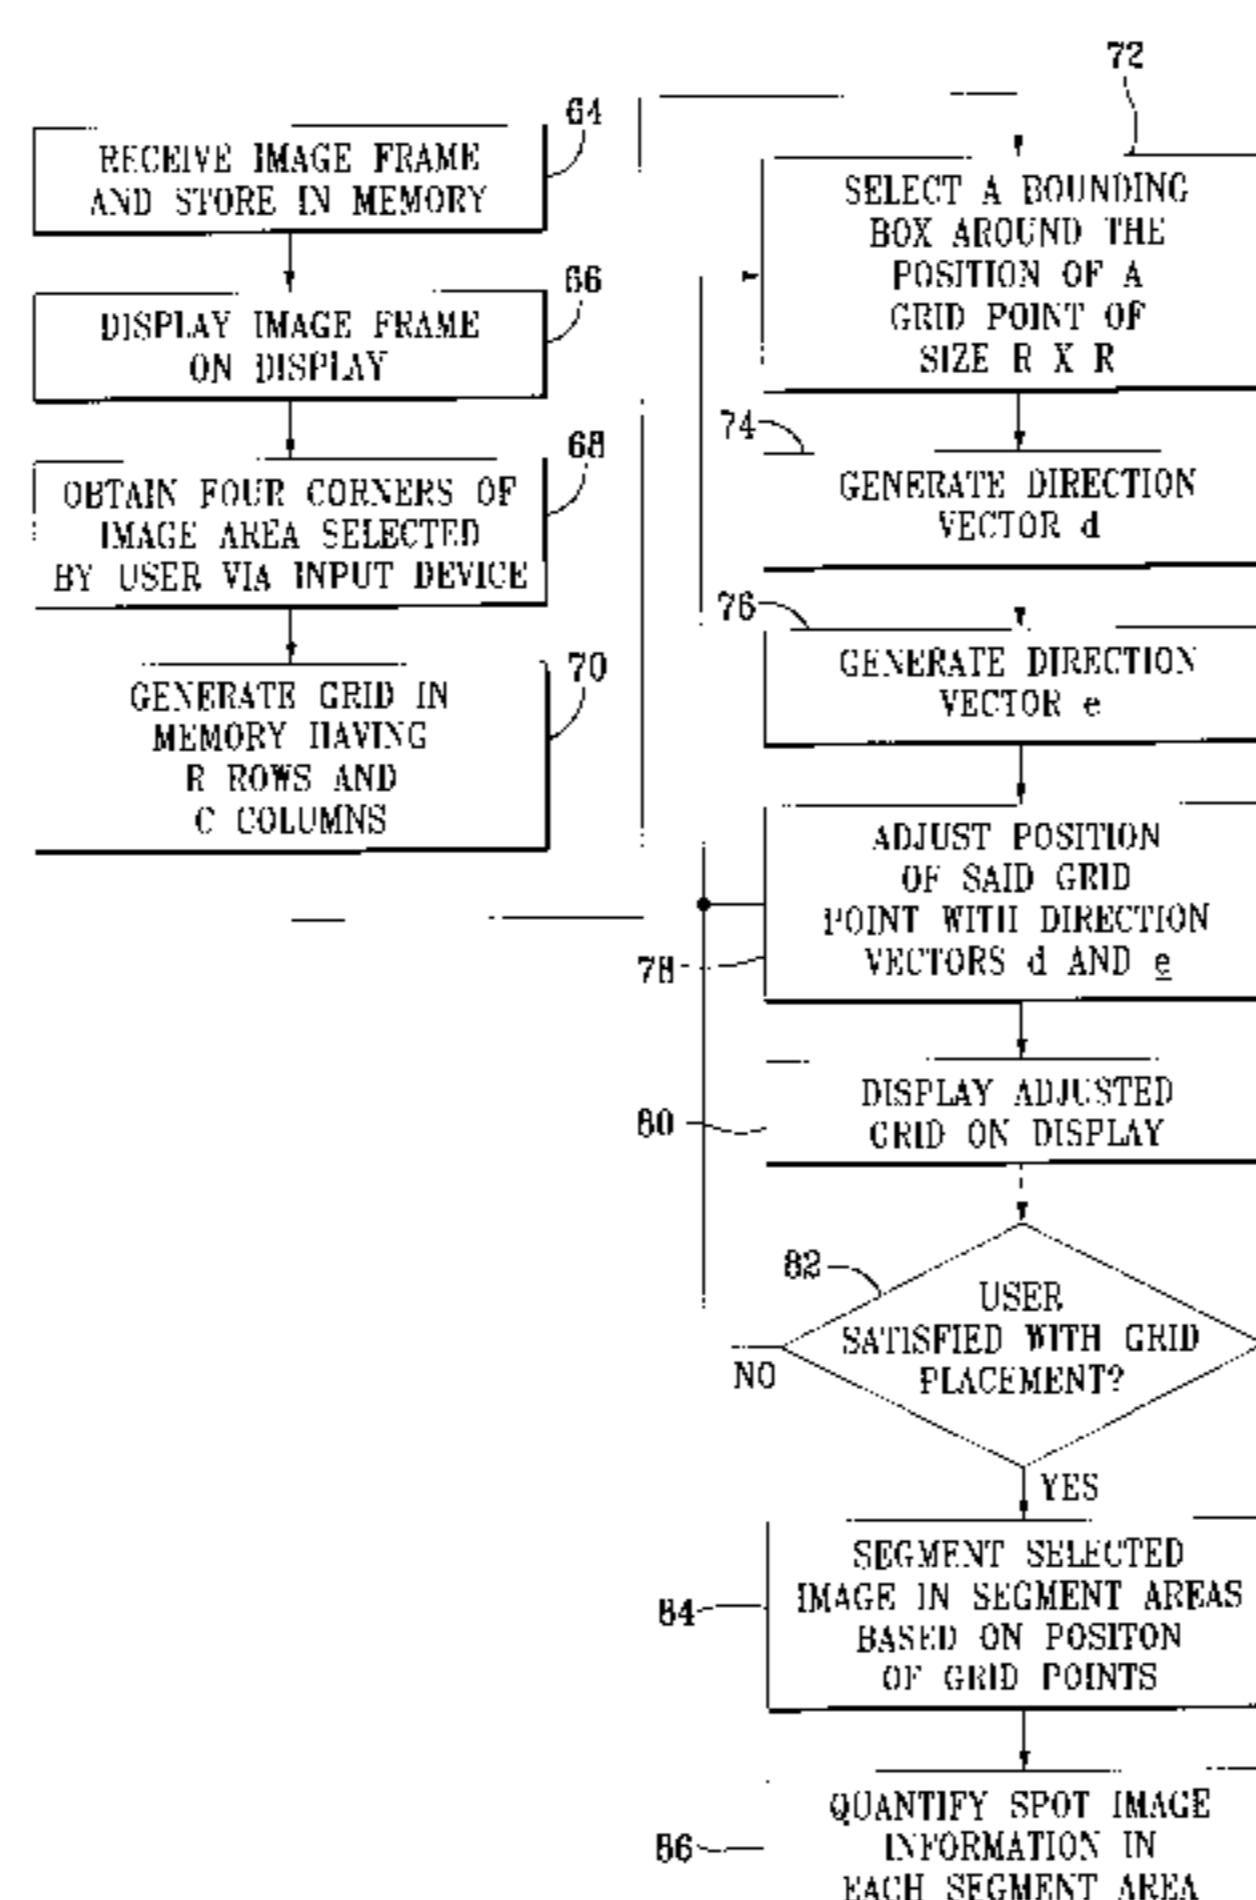 64
RECEIVE IMAGE FRAME
AND STORE IN MEMORY
66
DISPLAY IMAGE FRAME
ON DISPLAY
68
OBTAIN FOUR CORNERS OF
IMAGE AREA SELECTED
BY USER VIA INPUT DEVICE
70
GENERATE GRID IN
MEMORY HAVING
R ROWS AND
C COLUMNS
72
SELECT A BOUNDING
BOX AROUND THE
POSITION OF A
GRID POINT OF
SIZE R X R
74
GENERATE DIRECTION
VECTOR d
76
GENERATE DIRECTION
VECTOR e
ADJUST POSITION
OF SAID GRID
POINT WITH DIRECTION
VECTORS d AND e
78
DISPLAY ADJUSTED
GRID ON DISPLAY
80
82
USER
SATISFIED WITH GRID
PLACEMENT?
NO
YES
SEGMENT SELECTED
IMAGE IN SEGMENT AREAS
BASED ON POSITON
OF GRID POINTS
84
QUANTIFY SPOT IMAGE
INFORMATION IN
EACH SEGMENT AREA
86